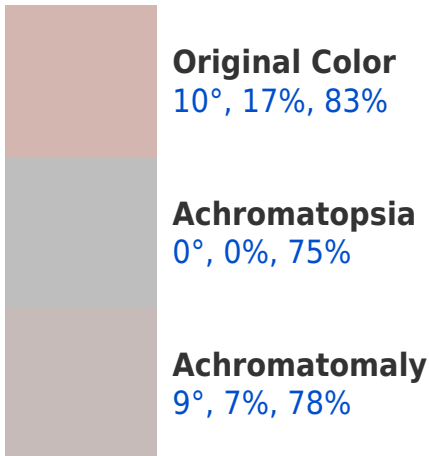 Original Color
10°, 17%, 83%
Achromatopsia
0°, 0%, 75%
Achromatomaly
9°, 7%, 78%